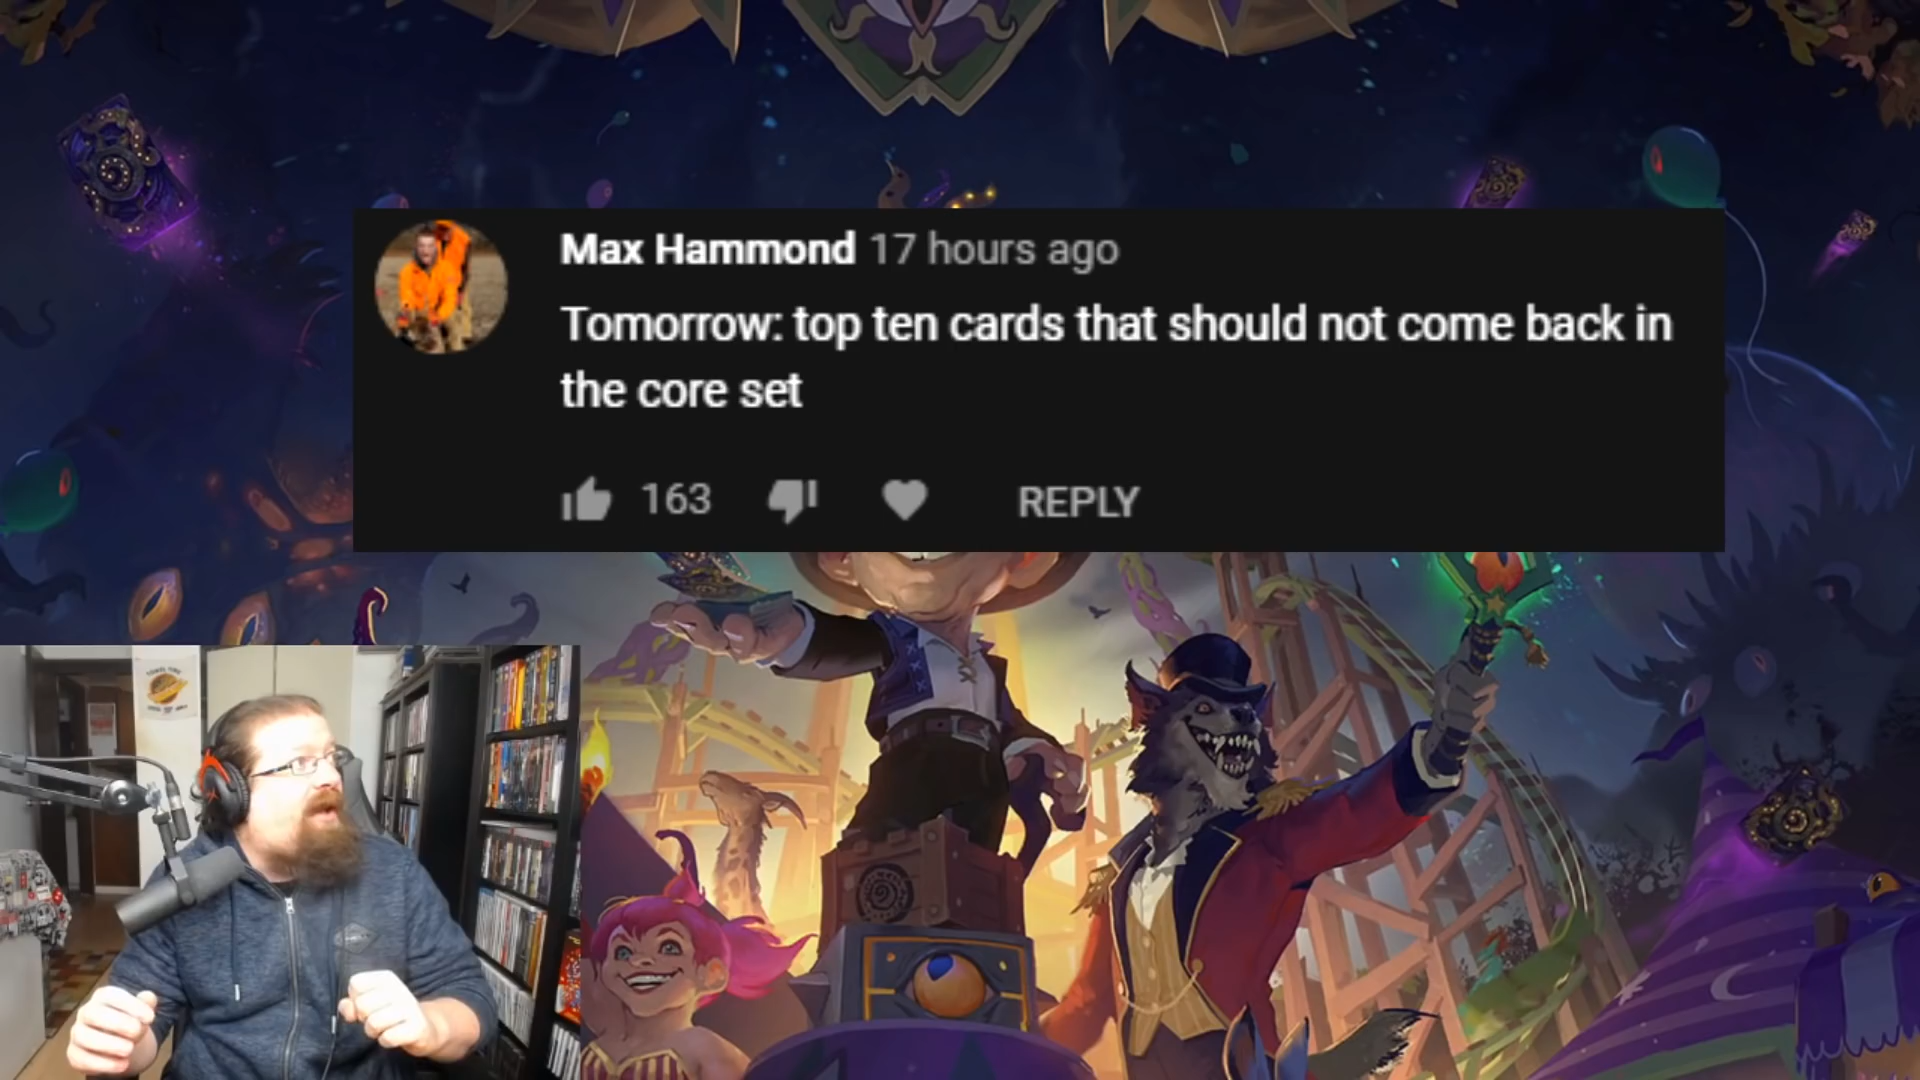 Max Hammond 17 hours ago
Tomorrow: top ten cards that should not come back in
the core set
163
REPLY